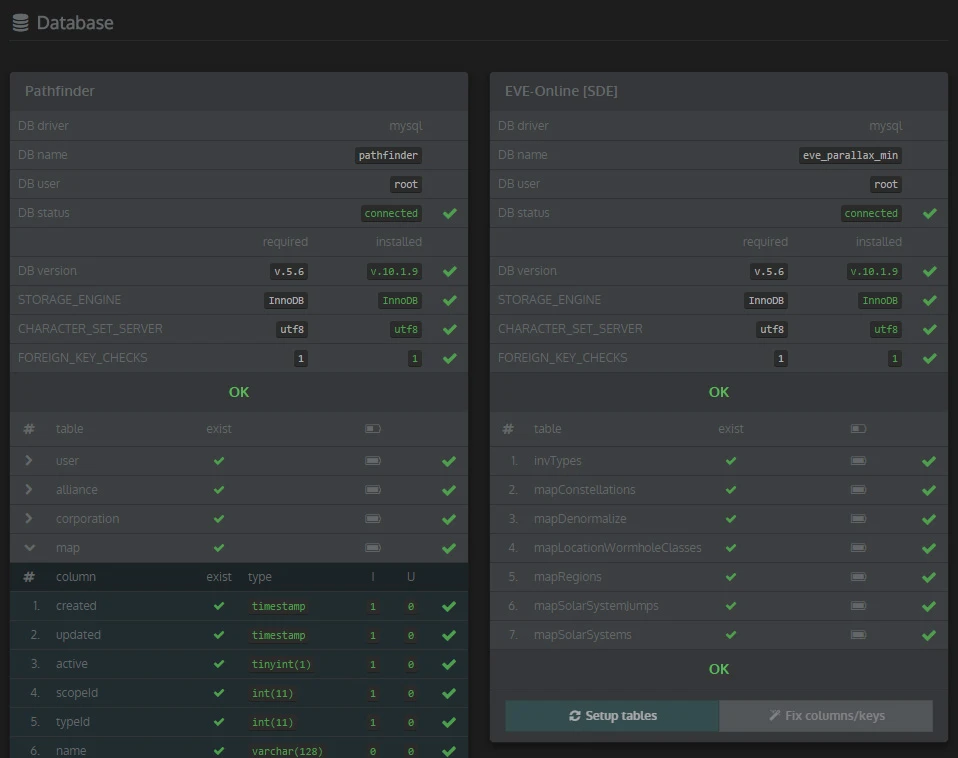 Database
Pathfinder
DB driver mysql
DB name pathfinder
DB user root
DB status connected
required installed
DB version v.5.6 v.10.1.9
STORAGE_ENGINE InnoDB InnoDB
CHARACTER_SET_SERVER utf8 utf8
FOREIGN_KEY_CHECKS 1 1
OK
# table exist
user
alliance
corporation
map
# column exist type I U
1. created timestamp 1 0
2. updated timestamp 1 0
3. active tinyint(1) 1 0
4. scopeId int(11) 1 0
5. typeId int(11) 1 0
6. name varchar(128) 0 0
EVE-Online [SDE]
DB driver mysql
DB name eve_parallax_min
DB user root
DB status connected
required installed
DB version v.5.6 v.10.1.9
STORAGE_ENGINE InnoDB InnoDB
CHARACTER_SET_SERVER utf8 utf8
FOREIGN_KEY_CHECKS 1 1
OK
# table exist
1. invTypes
2. mapConstellations
3. mapDenormalize
4. mapLocationWormholeClasses
5. mapRegions
6. mapSolarSystemJumps
7. mapSolarSystems
OK
Setup tables Fix columns/keys